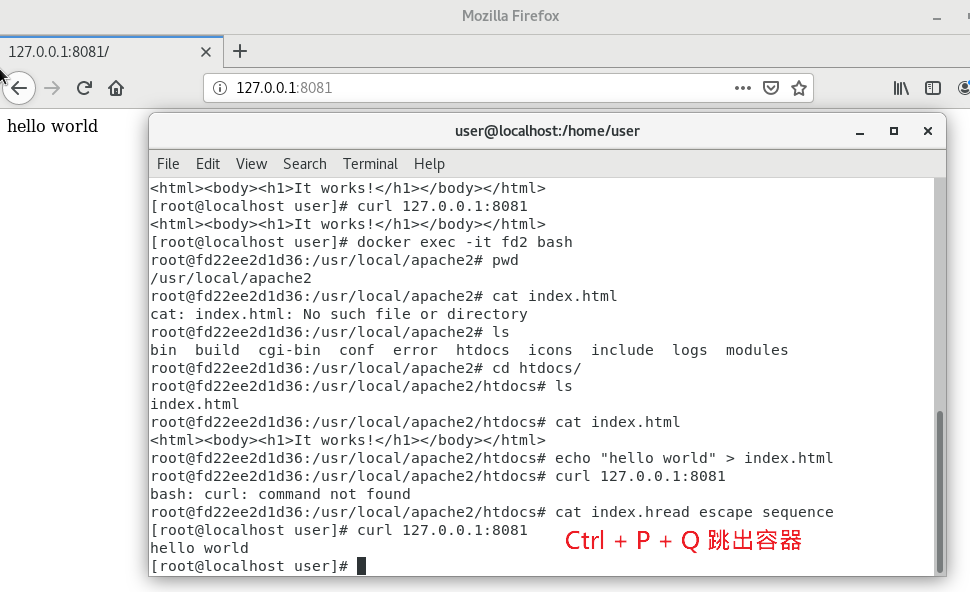 Mozilla Firefox
127.0.0.1:8081/
127.0.0.1:8081
hello world
user@localhost:/home/user
File Edit View Search Terminal Help
<html><body><h1>It works!</h1></body></html>
[root@localhost user]# curl 127.0.0.1:8081
<html><body><h1>It works!</h1></body></html>
[root@localhost user]# docker exec -it fd2 bash
root@fd22ee2d1d36:/usr/local/apache2# pwd
/usr/local/apache2
root@fd22ee2d1d36:/usr/local/apache2# cat index.html
cat: index.html: No such file or directory
root@fd22ee2d1d36:/usr/local/apache2# ls
bin  build  cgi-bin  conf  error  htdocs  icons  include  logs  modules
root@fd22ee2d1d36:/usr/local/apache2# cd htdocs/
root@fd22ee2d1d36:/usr/local/apache2/htdocs# ls
index.html
root@fd22ee2d1d36:/usr/local/apache2/htdocs# cat index.html
<html><body><h1>It works!</h1></body></html>
root@fd22ee2d1d36:/usr/local/apache2/htdocs# echo "hello world" > index.html
root@fd22ee2d1d36:/usr/local/apache2/htdocs# curl 127.0.0.1:8081
bash: curl: command not found
root@fd22ee2d1d36:/usr/local/apache2/htdocs# cat index.hread escape sequence
[root@localhost user]# curl 127.0.0.1:8081
Ctrl + P + Q 跳出容器
hello world
[root@localhost user]#